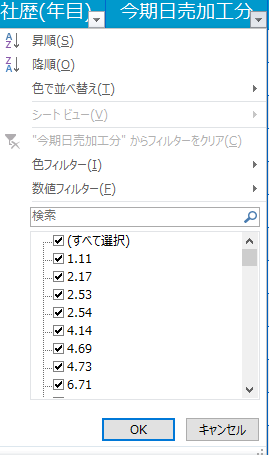 社歴(年目) 今期日売加工分
昇順(S)
降順(O)
色で並べ替え(T)
シート ビュー(V)
"今期日売加工分" からフィルターをクリア(C)
色フィルター(I)
数値フィルター(F)
検索
(すべて選択)
1.11
2.17
2.53
2.54
4.14
4.69
4.73
6.71
OK キャンセル